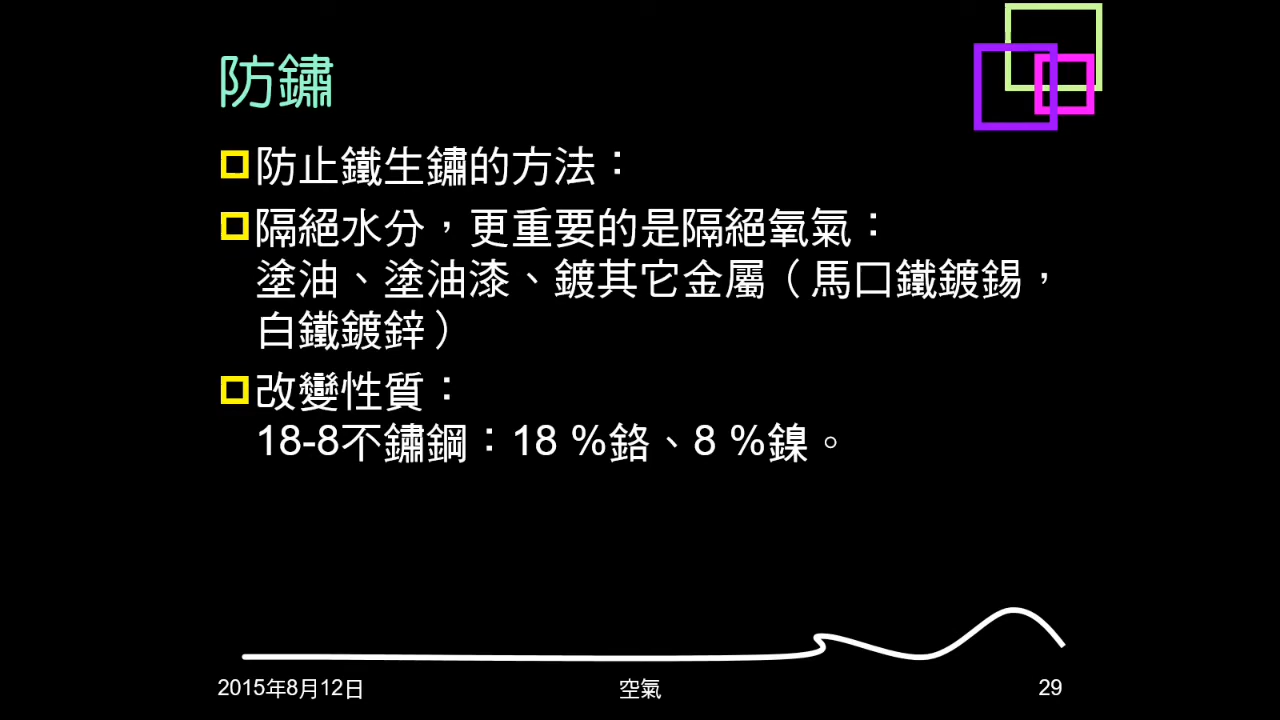 防鏽
防止鐵生鏽的方法：
隔絕水分，更重要的是隔絕氧氣：
塗油、塗油漆、鍍其它金屬（馬口鐵鍍錫，
白鐵鍍鋅）
改變性質：
18-8不鏽鋼：18 %鉻、8 %鎳。
2015年8月12日
空氣
29